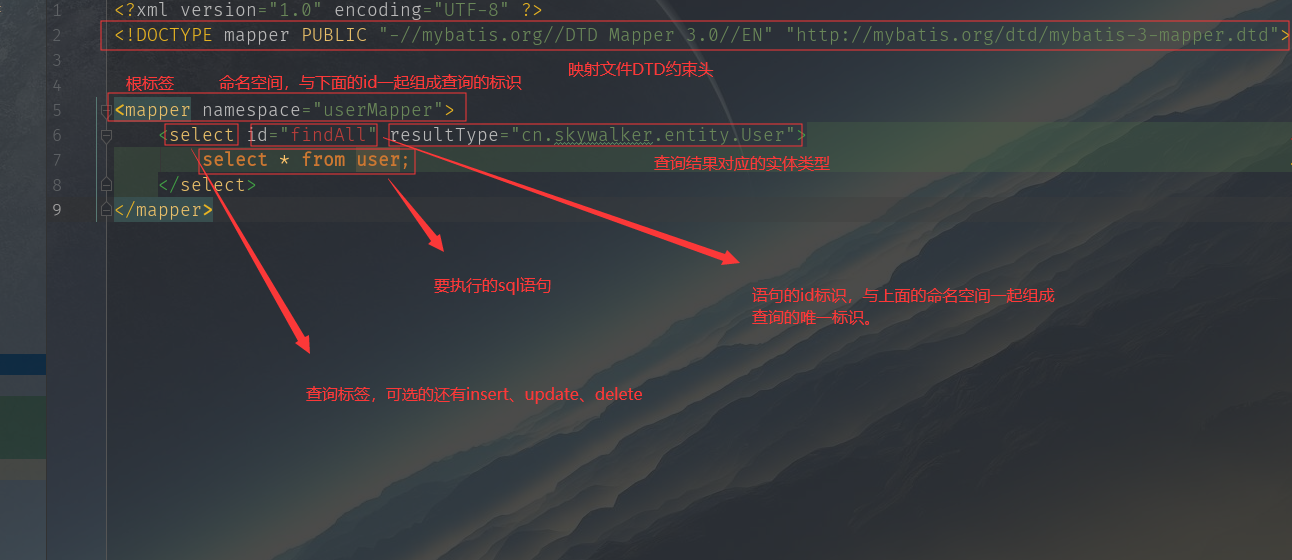 1 <?xml version="1.0" encoding="UTF-8" ?>
2 <!DOCTYPE mapper PUBLIC "-//mybatis.org//DTD Mapper 3.0//EN" "http://mybatis.org/dtd/mybatis-3-mapper.dtd">
3
映射文件DTD约束头
4
根标签 命名空间，与下面的id一起组成查询的标识
5 <mapper namespace="userMapper">
6 <select id="findAll" resultType="cn.skywalker.entity.User">
7 select * from user;
查询结果对应的实体类型
8 </select>
9 </mapper>
要执行的sql语句
语句的id标识，与上面的命名空间一起组成
查询的唯一标识。
查询标签，可选的还有insert、update、delete